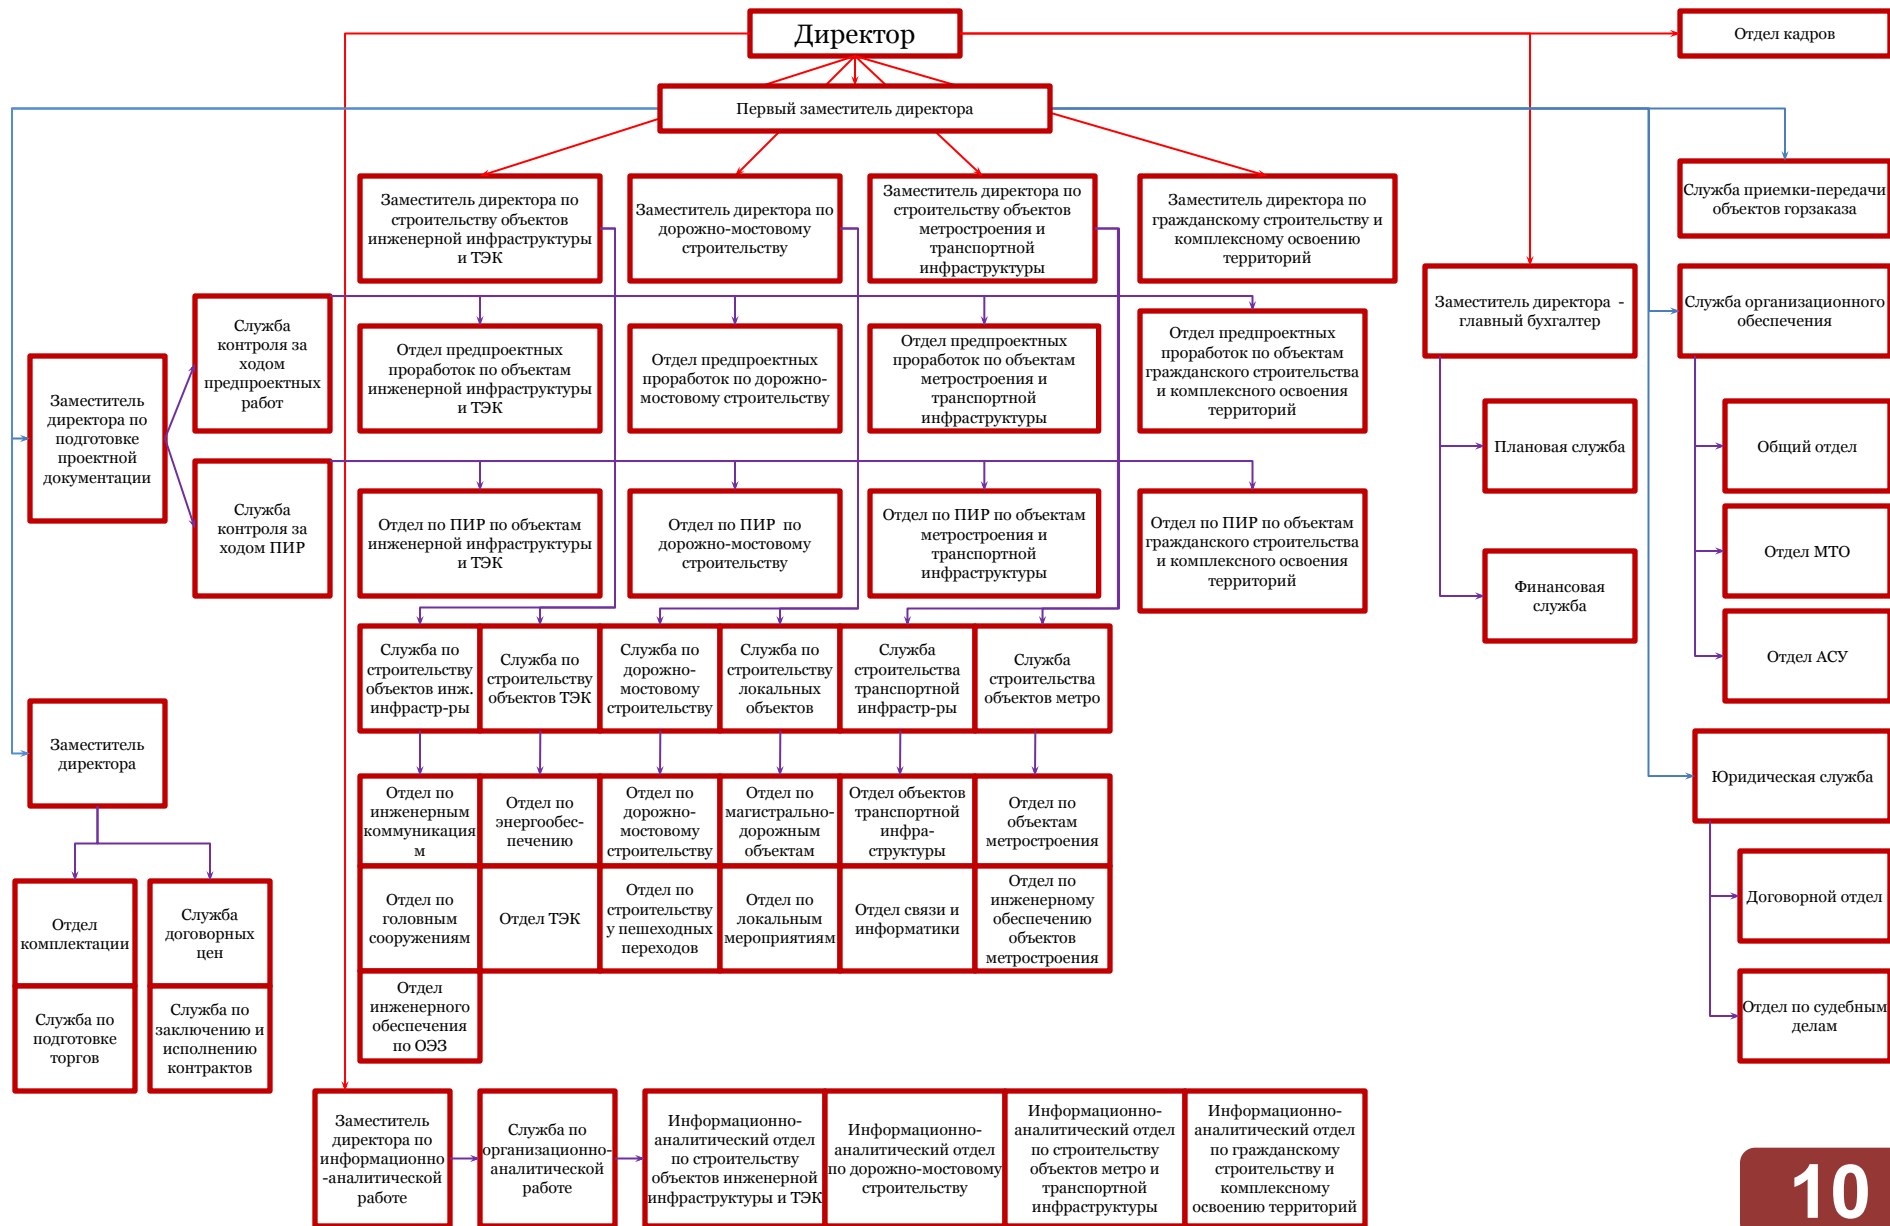 Директор
Отдел кадров
Первый заместитель директора
Заместитель директора по
строительству объектов
инженерной инфраструктуры
и ТЭК
Заместитель директора по
дорожно-мостовому
строительству
Заместитель директора по
строительству объектов
метростроения и
транспортной
инфраструктуры
Заместитель директора по
гражданскому строительству и
комплексному освоению
территорий
Служба приемки-передачи
объектов горзаказа
Заместитель директора -
главный бухгалтер
Служба организационного
обеспечения
Служба
контроля за
ходом
предпроектных
работ
Отдел предпроектных
проработок по объектам
инженерной инфраструктуры
и ТЭК
Отдел предпроектных
проработок по дорожно-
мостовому строительству
Отдел предпроектных
проработок по объектам
метростроения и
транспортной
инфраструктуры
Отдел предпроектных
проработок по объектам
гражданского строительства
и комплексного освоения
территорий
Заместитель
директора по
подготовке
проектной
документации
Плановая служба
Общий отдел
Служба
контроля за
ходом ПИР
Отдел по ПИР по объектам
инженерной инфраструктуры
и ТЭК
Отдел по ПИР по
дорожно-мостовому
строительству
Отдел по ПИР по объектам
метростроения и
транспортной
инфраструктуры
Отдел по ПИР по объектам
гражданского строительства
и комплексного освоения
территорий
Отдел МТО
Финансовая
служба
Отдел АСУ
Служба по
строительству
объектов инж.
инфрастр-ры
Служба по
строительству
объектов ТЭК
Служба по
дорожно-
мостовому
строительству
Служба по
строительству
локальных
объектов
Служба
строительства
транспортной
инфрастр-ры
Служба
строительства
объектов метро
Заместитель
директора
Юридическая служба
Отдел по
инженерным
коммуникация
м
Отдел по
энергообес-
печению
Отдел по
дорожно-
мостовому
строительству
Отдел по
магистрально-
дорожным
объектам
Отдел объектов
транспортной
инфра-
структуры
Отдел по
объектам
метростроения
Отдел по
головным
сооружениям
Отдел ТЭК
Отдел по
строительству
у пешеходных
переходов
Отдел по
локальным
мероприятиям
Отдел связи и
информатики
Отдел по
инженерному
обеспечению
объектов
метростроения
Договорной отдел
Отдел
комплектации
Служба
договорных
цен
Отдел
инженерного
обеспечения
по ОЭЗ
Отдел по судебным
делам
Служба по
подготовке
торгов
Служба по
заключению и
исполнению
контрактов
Заместитель
директора по
информационно
-аналитической
работе
Служба по
организационно-
аналитической
работе
Информационно-
аналитический отдел
по строительству
объектов инженерной
инфраструктуры и ТЭК
Информационно-
аналитический отдел
по дорожно-мостовому
строительству
Информационно-
аналитический отдел
по строительству
объектов метро и
транспортной
инфраструктуры
Информационно-
аналитический отдел
по гражданскому
строительству и
комплексному
освоению территорий
10